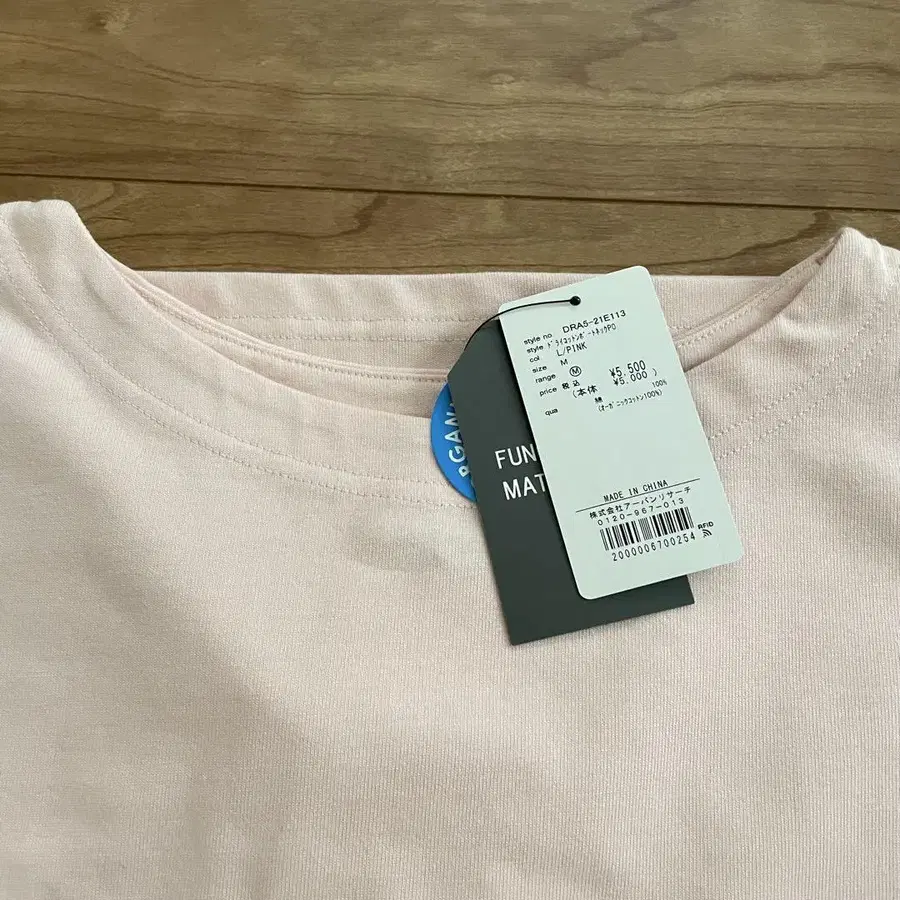 style no DRA5-21E113
style ドライコットンボートネックPO
col L/PINK
size M
range Ⓜ
price 税込 ¥5,500
(本体 ¥5,000 )
qua 綿 100%
(オーガニックコットン100%)
MADE IN CHINA
株式会社アーバンリサーチ
0120-967-013
RFID
2000006700254
RGAN
FUN
MAT